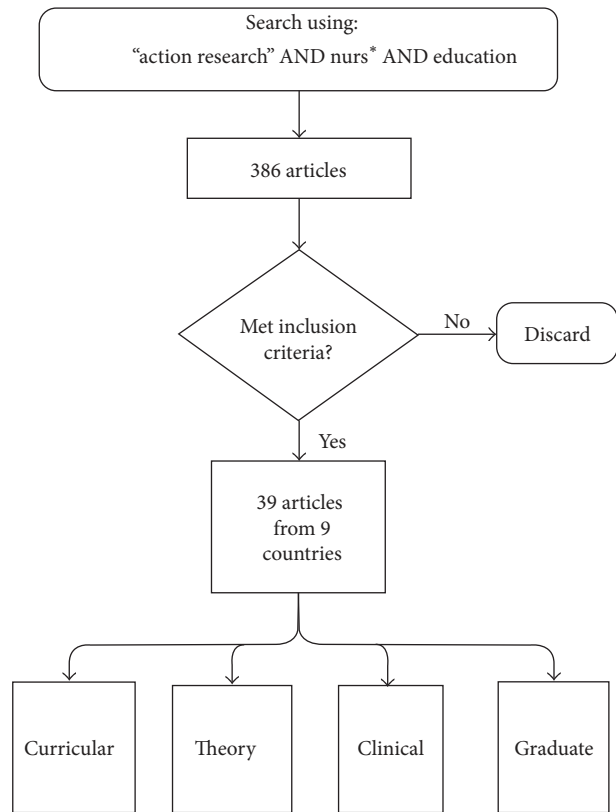 Search using:
“action research” AND nurs* AND education
386 articles
Met inclusion
criteria?
No
Discard
Yes
39 articles
from 9
countries
Curricular
Theory
Clinical
Graduate